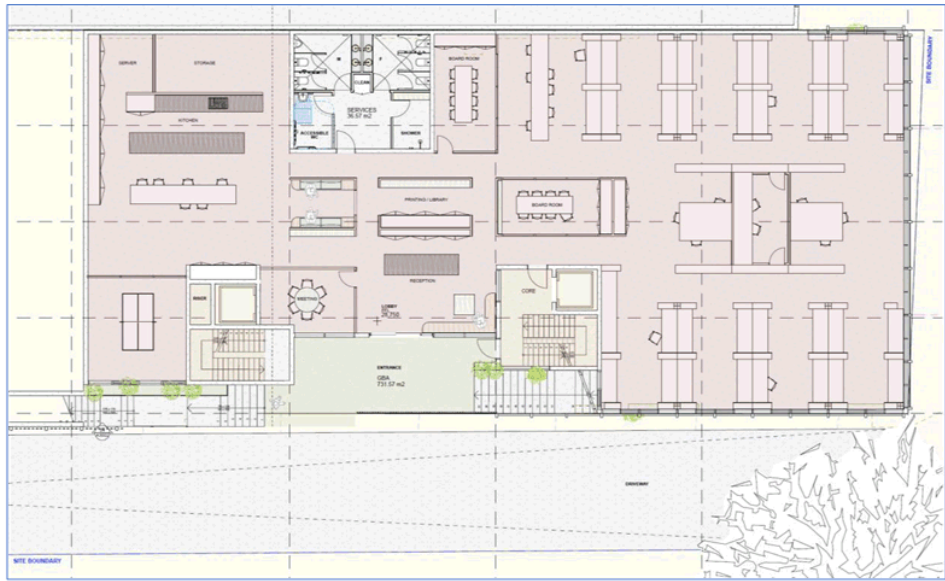 SERVER
STORAGE
M
F
CLEAN
SERVICES
36.57 m2
ACCESSIBLE
WC
SHOWER
BOARD ROOM
SITE BOUNDARY
KITCHEN
PRINTING / LIBRARY
BOARD ROOM
RECEPTION
MEETING
LOBBY
CORE
ENTRANCE
GBA
731.57 m2
DRIVEWAY
SITE BOUNDARY